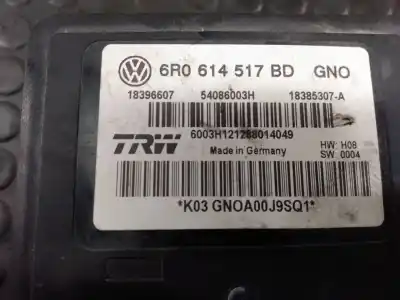 6R0 614 517 BD GNO
18396607 54086003H 18385307-A
TRW 6003H121288014049
Made in Germany
HW: H08
SW: 0004
*K03 GNOA00J9SQ1*